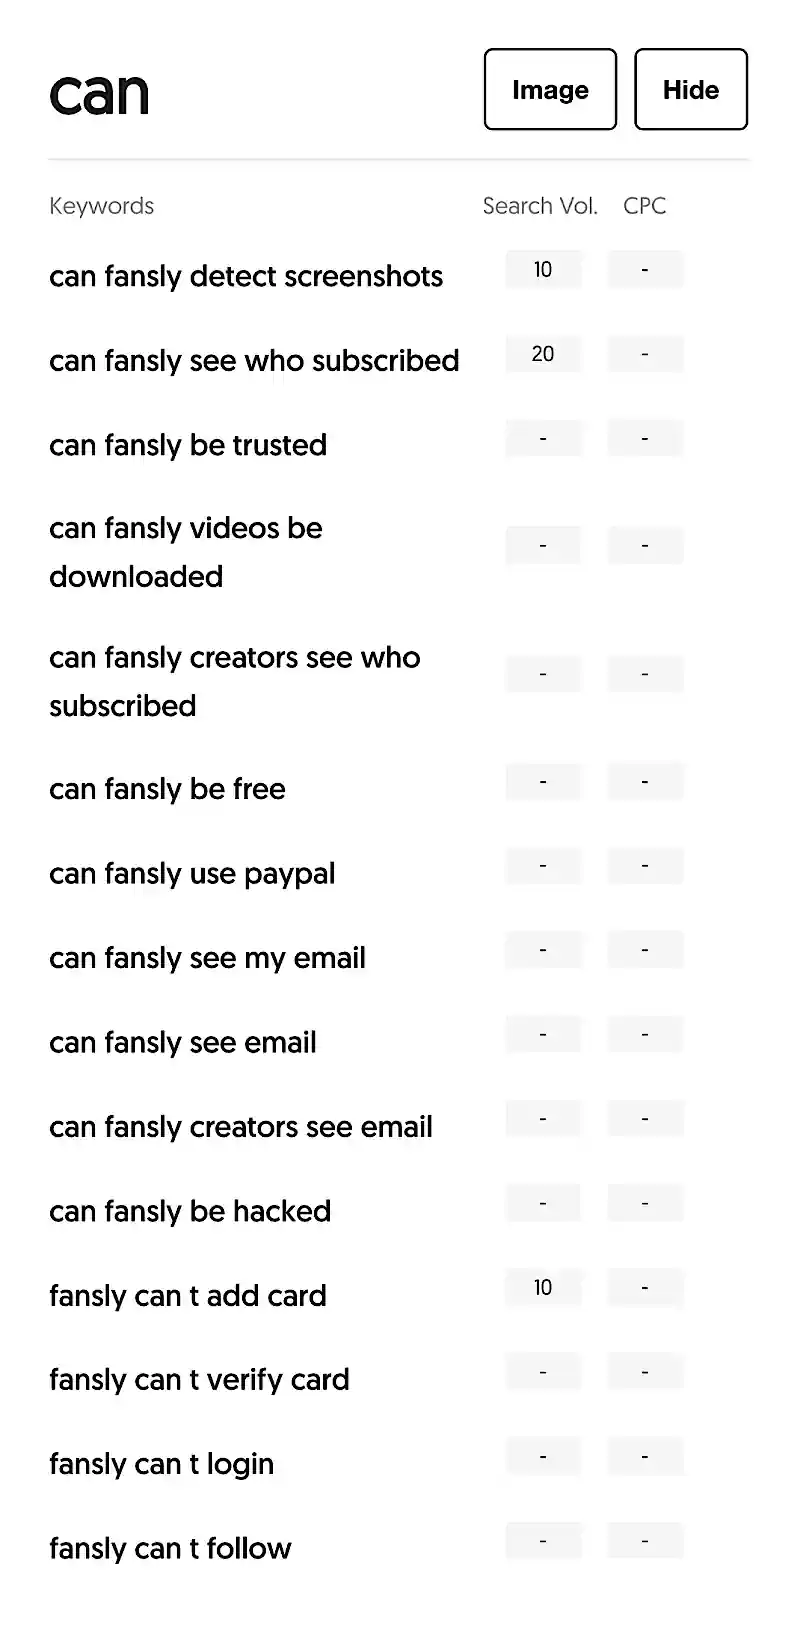 can
Image
Hide
Keywords Search Vol. CPC
can fansly detect screenshots 10 -
can fansly see who subscribed 20 -
can fansly be trusted - -
can fansly videos be
downloaded - -
can fansly creators see who
subscribed - -
can fansly be free - -
can fansly use paypal - -
can fansly see my email - -
can fansly see email - -
can fansly creators see email - -
can fansly be hacked - -
fansly can t add card 10 -
fansly can t verify card - -
fansly can t login - -
fansly can t follow - -